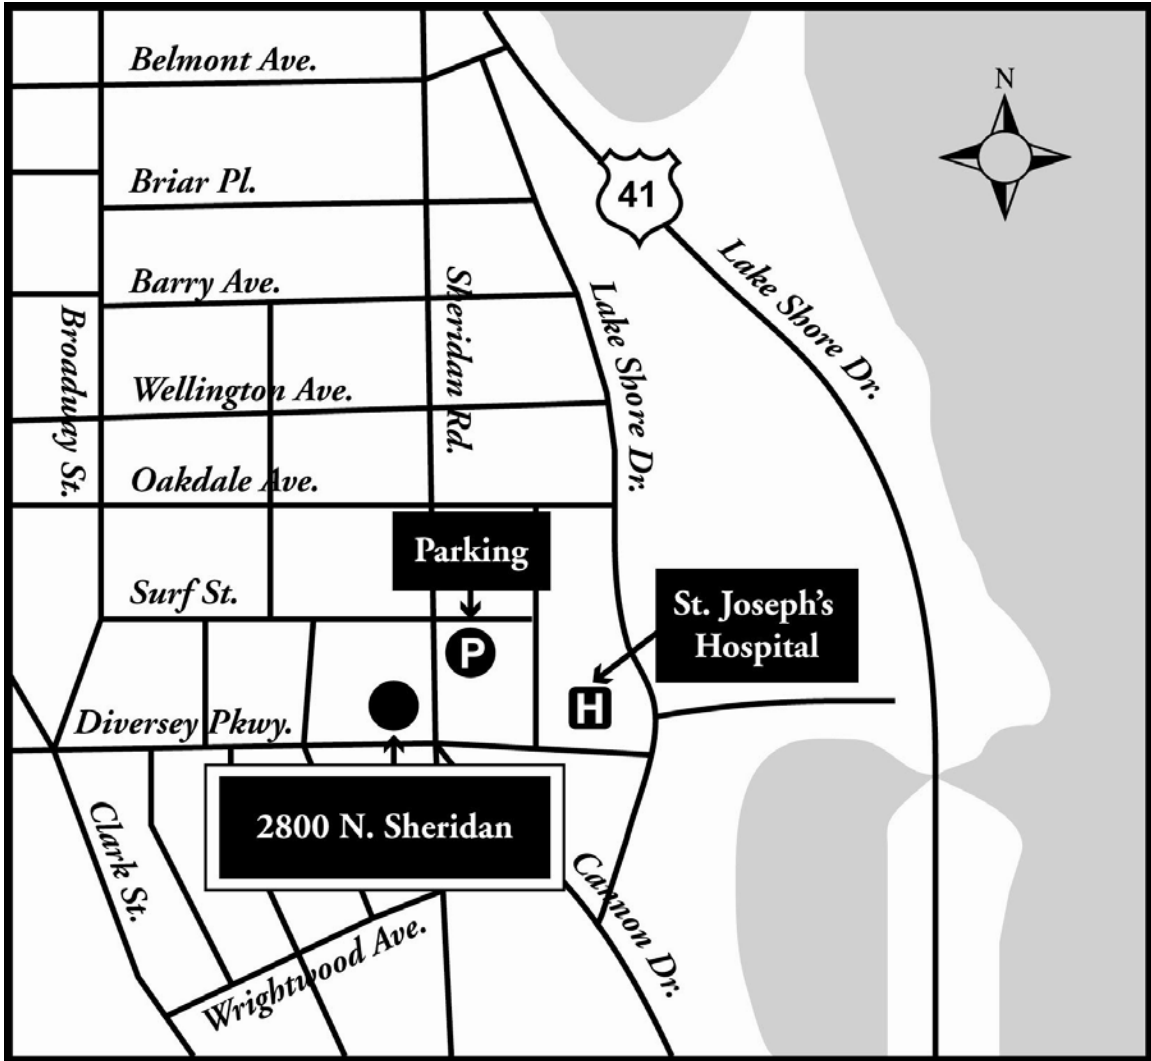 Belmont Ave.
N
Briar Pl.
41
Barry Ave.
Sheridan Rd.
Lake Shore Dr.
Lake Shore Dr.
Broadway St.
Wellington Ave.
Oakdale Ave.
Parking
Surf St.
St. Joseph's
Hospital
P
H
Diversey Pkwy.
2800 N. Sheridan
Clark St.
Cannon Dr.
Wrightwood Ave.